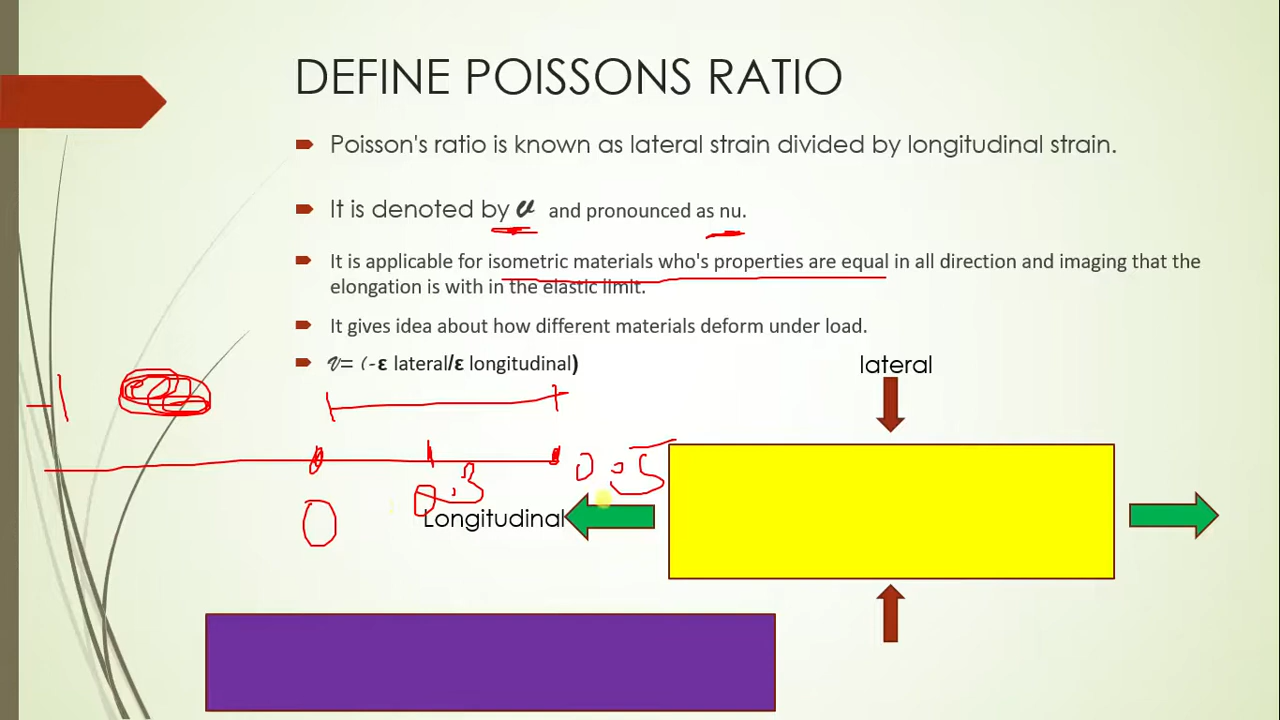 DEFINE POISSONS RATIO
Poisson's ratio is known as lateral strain divided by longitudinal strain.
It is denoted by 𝓋 and pronounced as nu.
It is applicable for isometric materials who's properties are equal in all direction and imaging that the
elongation is with in the elastic limit.
It gives idea about how different materials deform under load.
𝓋= (-ε lateral/ε longitudinal)
lateral
-1
0.5
0.3
0
Longitudinal